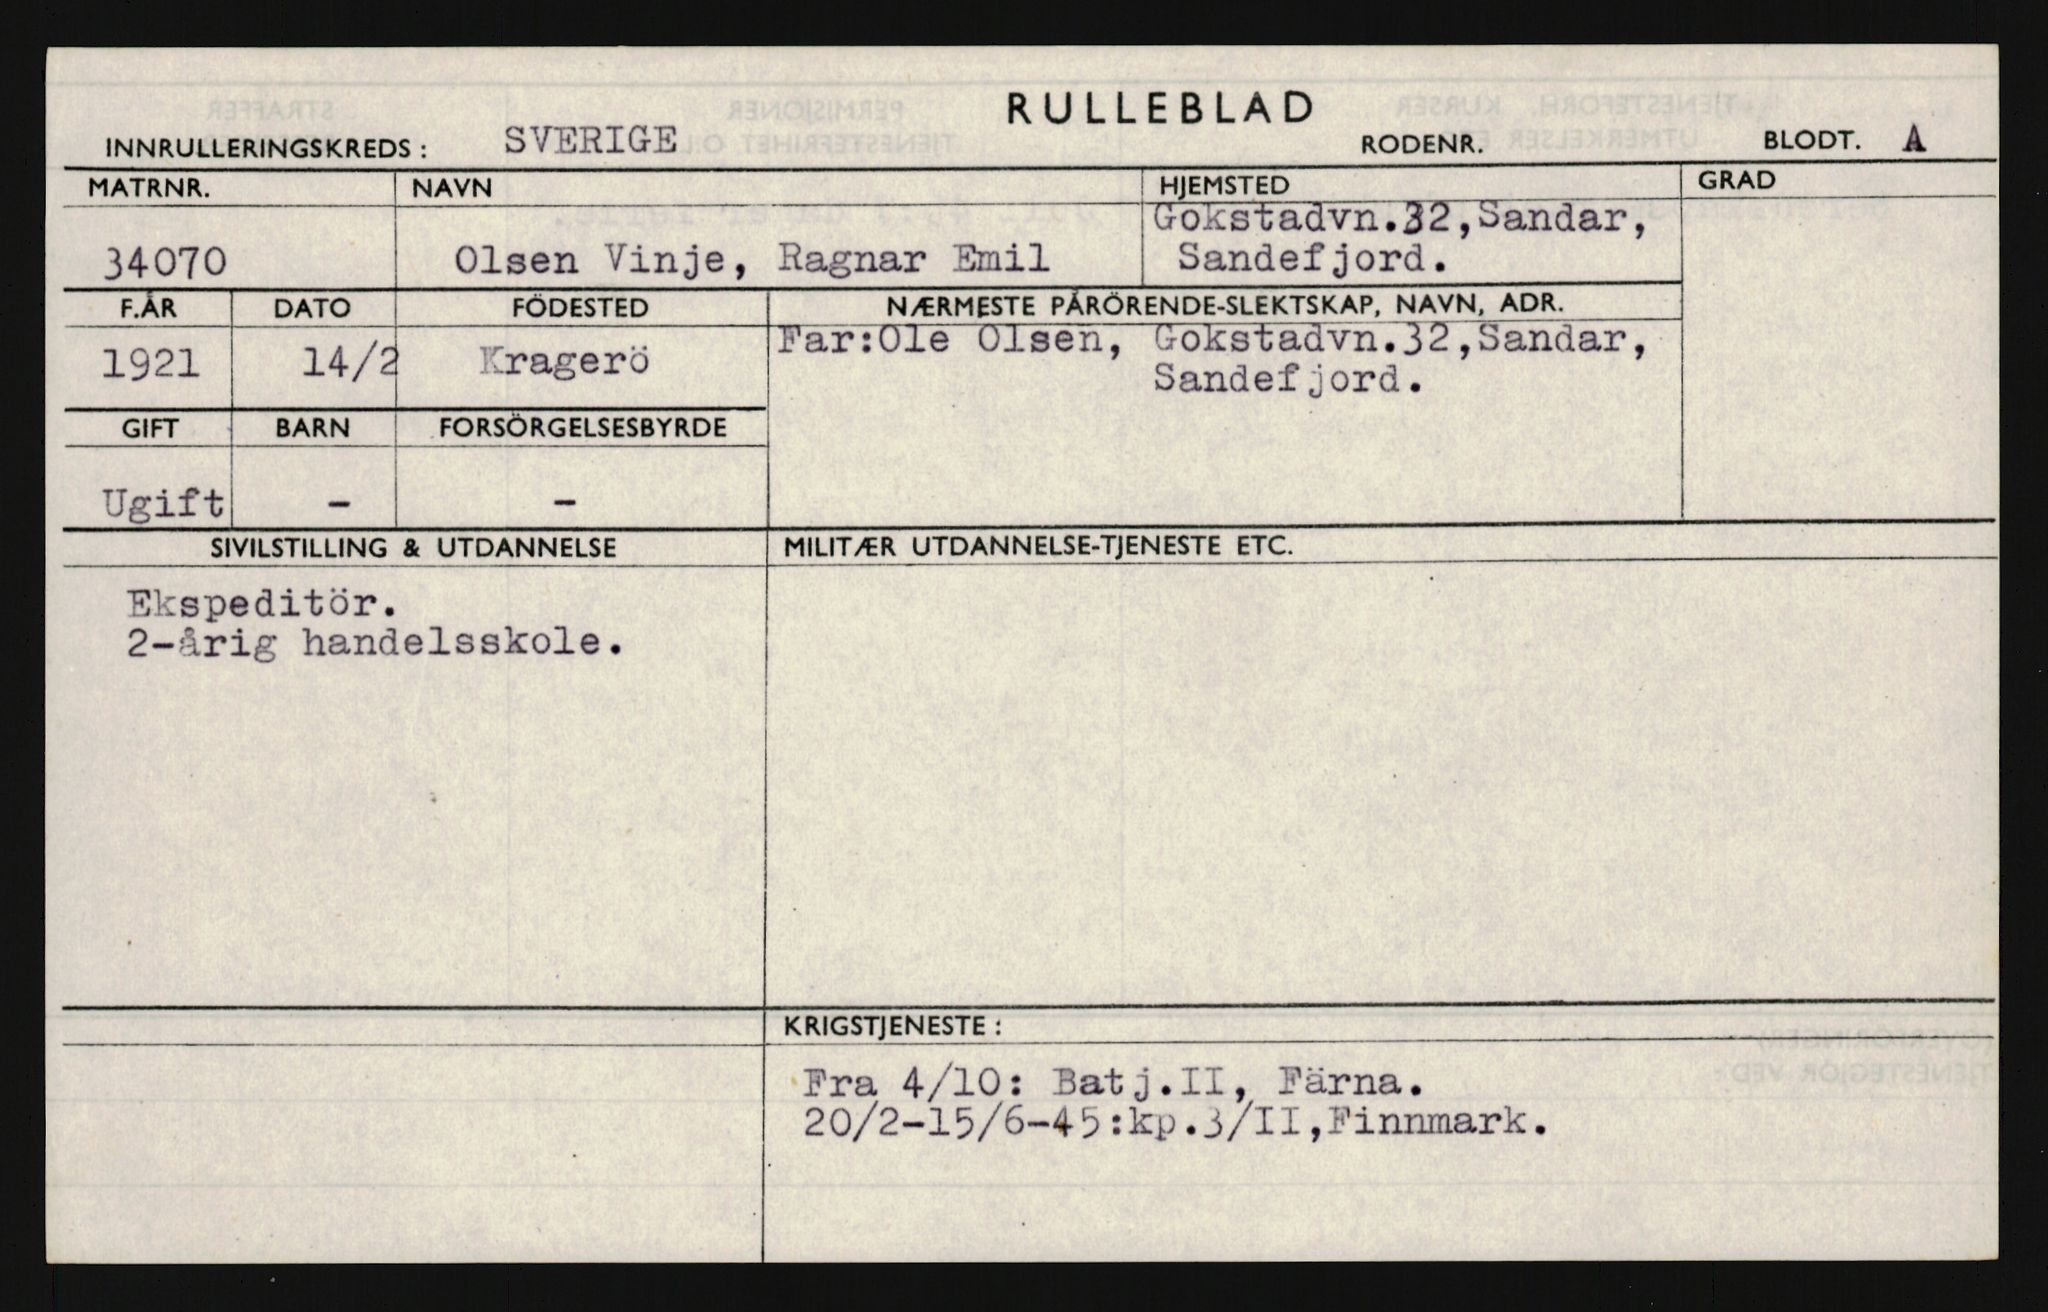 RULLEBLAD
INNRULLERINGSKREDS: SVERIGE RODENR. BLODT. A
MATRNR. NAVN HJEMSTED GRAD
34070 Olsen Vinje, Ragnar Emil
Gokstadvn.32,Sandar,
Sandefjord.
F.ÅR DATO FÖDESTED NÆRMESTE PÅRÖRENDE-SLEKTSKAP, NAVN, ADR.
1921 14/2 Kragerö
Far:Ole Olsen, Gokstadvn.32,Sandar,
Sandefjord.
GIFT BARN FORSÖRGELSESBYRDE
Ugift - -
SIVILSTILLING & UTDANNELSE MILITÆR UTDANNELSE-TJENESTE ETC.
Ekspeditör.
2-årig handelsskole.
KRIGSTJENESTE:
Fra 4/10: Batj.II, Färna.
20/2-15/6-45:kp.3/II,Finnmark.